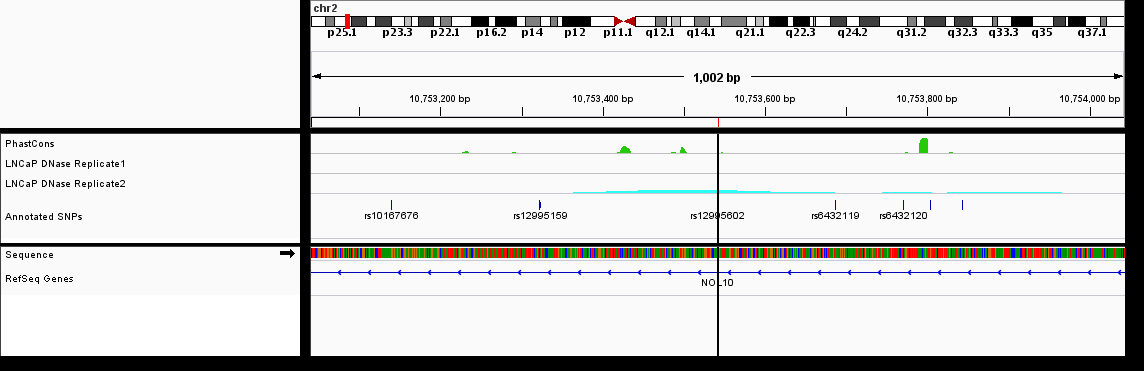 chr2
p25.1 p23.3 p22.1 p16.2 p14 p12 p11.1 q12.1 q14.1 q21.1 q22.3 q24.2 q31.2 q32.3 q33.3 q35 q37.1
1,002 bp
10,753,200 bp 10,753,400 bp 10,753,600 bp 10,753,800 bp 10,754,000 bp
PhastCons
LNCaP DNase Replicate1
LNCaP DNase Replicate2
Annotated SNPs rs10167676 rs12995159 rs12995602 rs6432119 rs6432120
Sequence
RefSeq Genes
NOL10